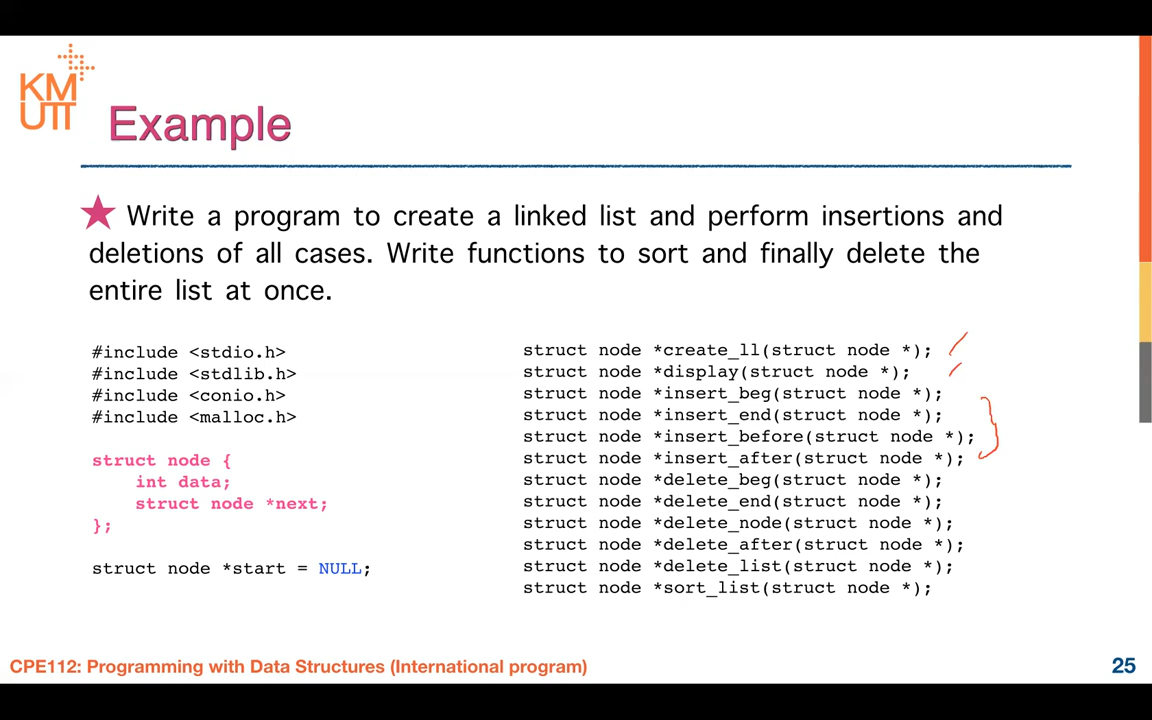 KM
UTT
Example
Write a program to create a linked list and perform insertions and
deletions of all cases. Write functions to sort and finally delete the
entire list at once.
#include <stdio.h>
#include <stdlib.h>
#include <conio.h>
#include <malloc.h>
struct node {
    int data;
    struct node *next;
};
struct node *start = NULL;
struct node *create_ll(struct node *);
struct node *display(struct node *);
struct node *insert_beg(struct node *);
struct node *insert_end(struct node *);
struct node *insert_before(struct node *);
struct node *insert_after(struct node *);
struct node *delete_beg(struct node *);
struct node *delete_end(struct node *);
struct node *delete_node(struct node *);
struct node *delete_after(struct node *);
struct node *delete_list(struct node *);
struct node *sort_list(struct node *);
CPE112: Programming with Data Structures (International program)
25